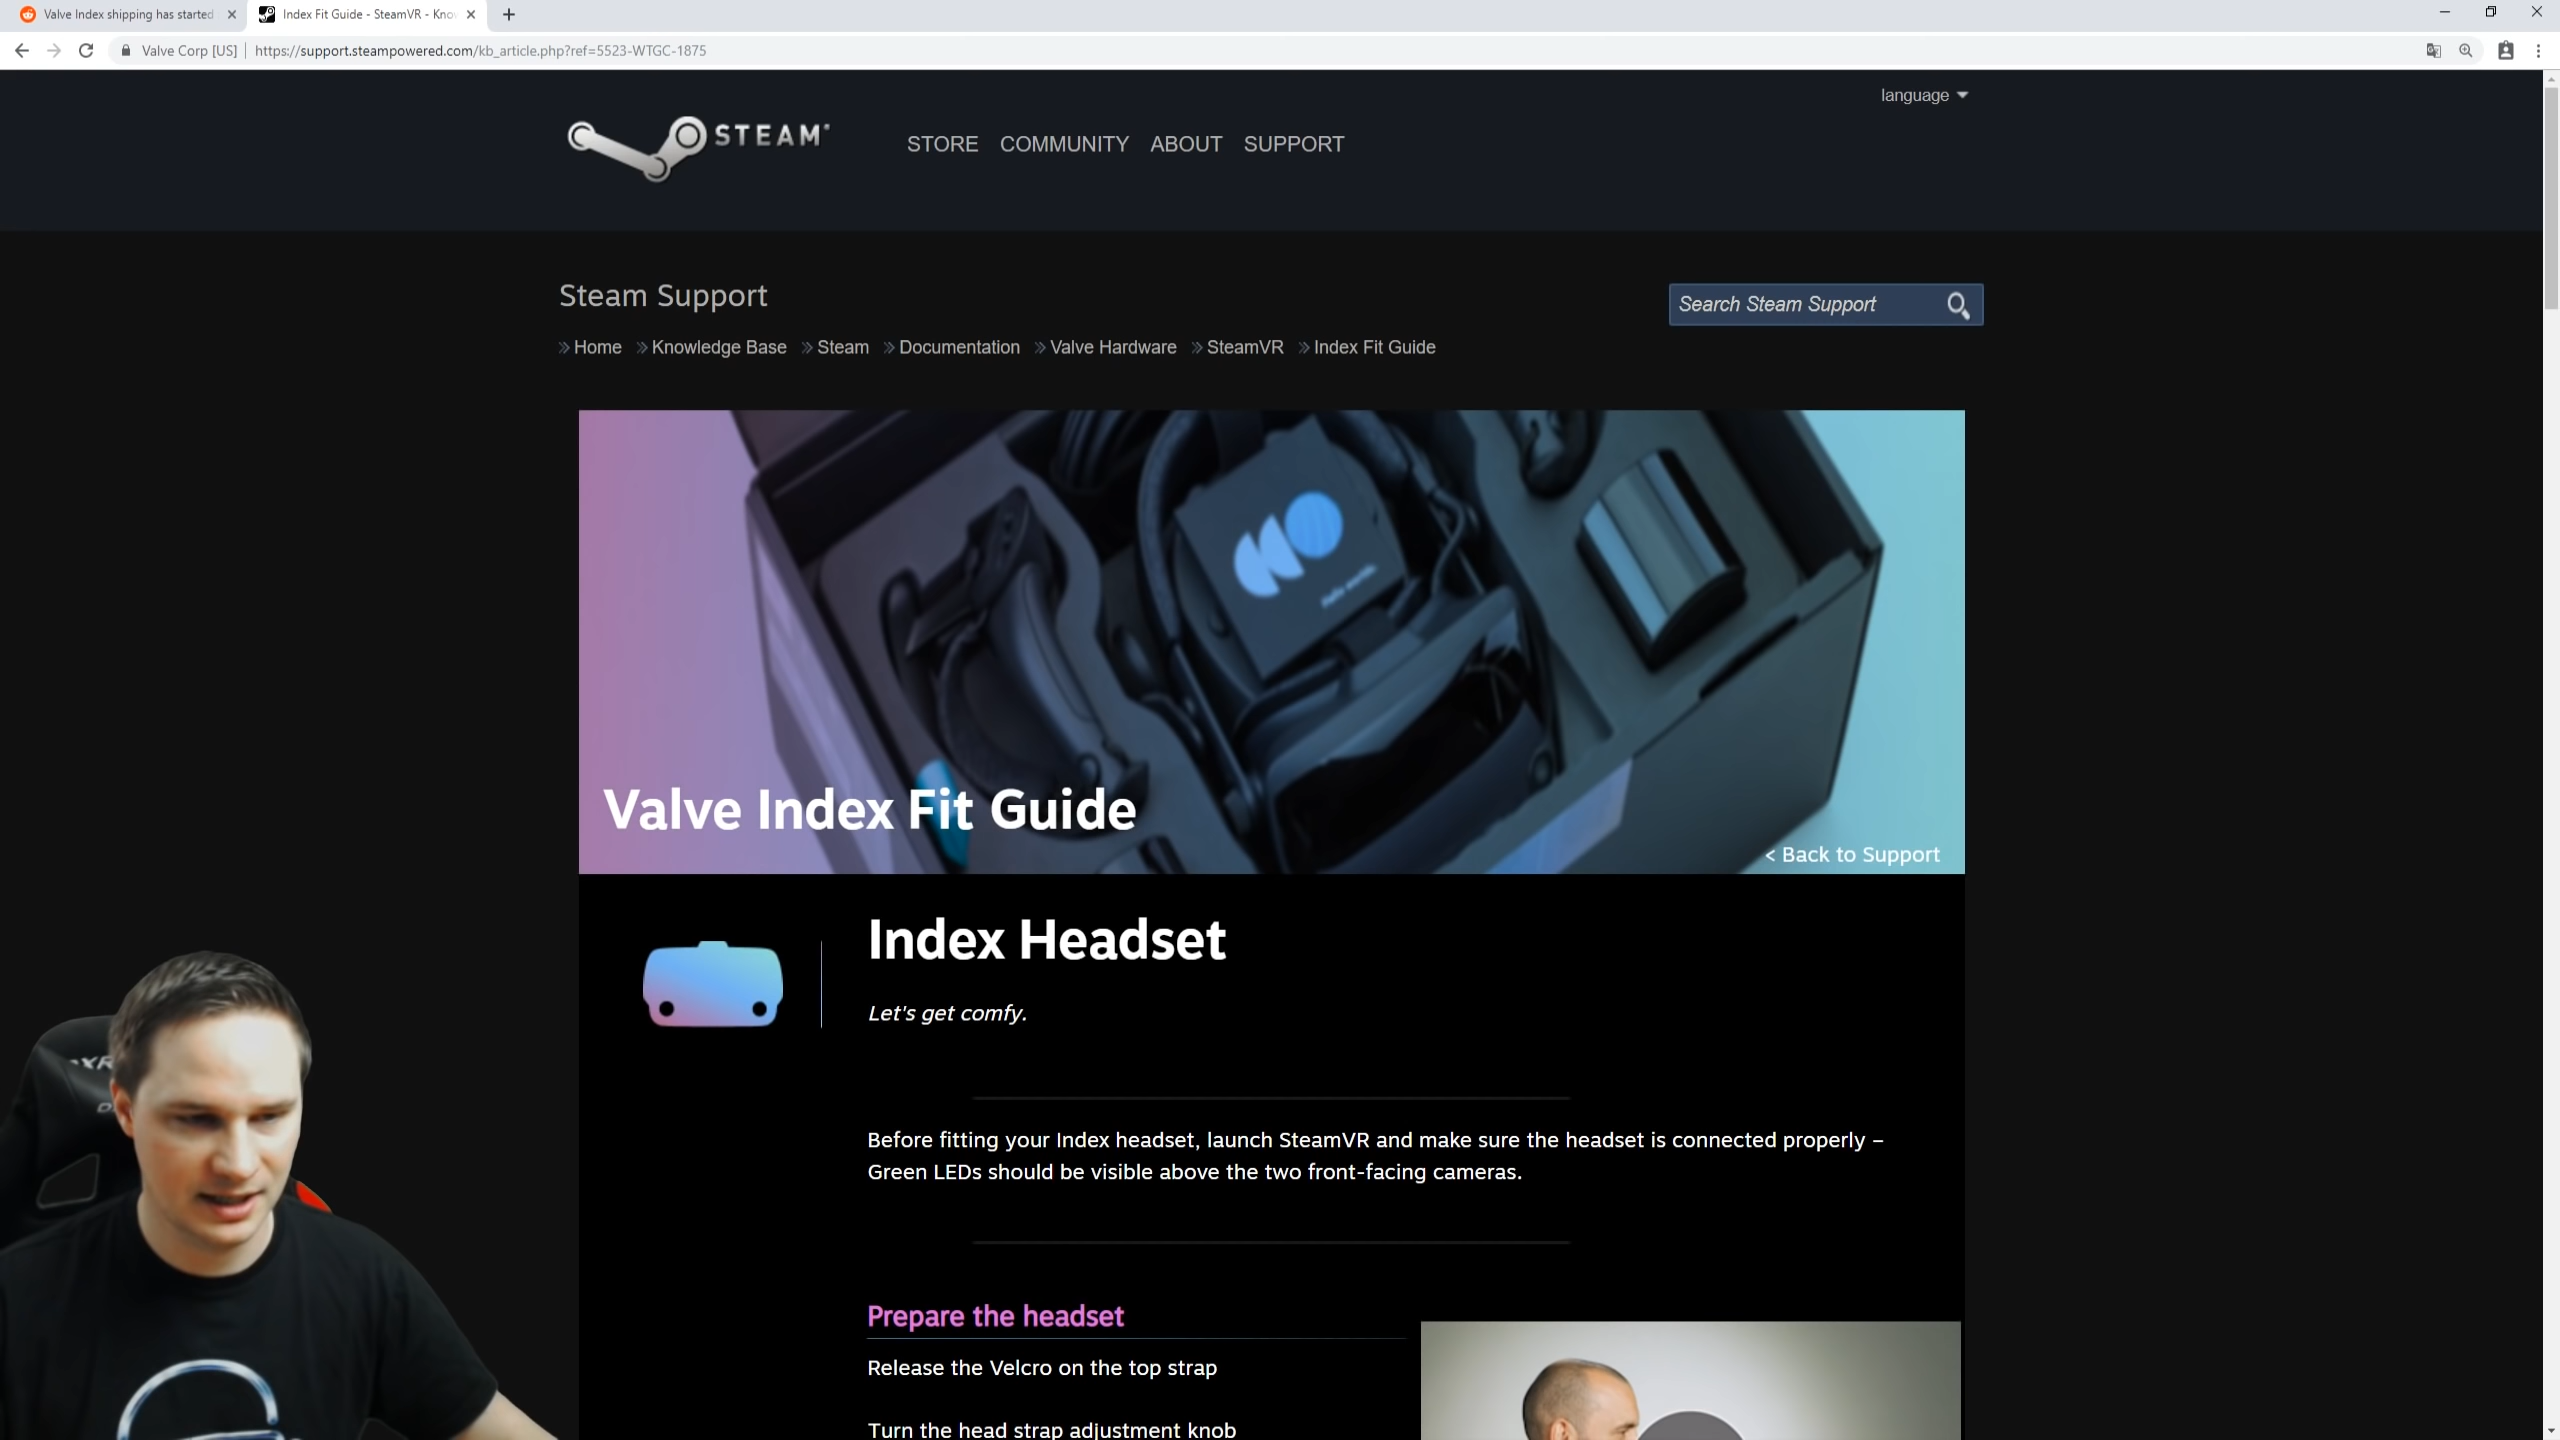 Valve Index shipping has started
Index Fit Guide - SteamVR - Kno
Valve Corp [US] | https://support.steampowered.com/kb_article.php?ref=5523-WTGC-1875
language
STEAM
STORE COMMUNITY ABOUT SUPPORT
Steam Support
Search Steam Support
» Home » Knowledge Base » Steam » Documentation » Valve Hardware » SteamVR » Index Fit Guide
Valve Index Fit Guide
< Back to Support
Index Headset
Let's get comfy.
Before fitting your Index headset, launch SteamVR and make sure the headset is connected properly –
Green LEDs should be visible above the two front-facing cameras.
Prepare the headset
Release the Velcro on the top strap
Turn the head strap adjustment knob